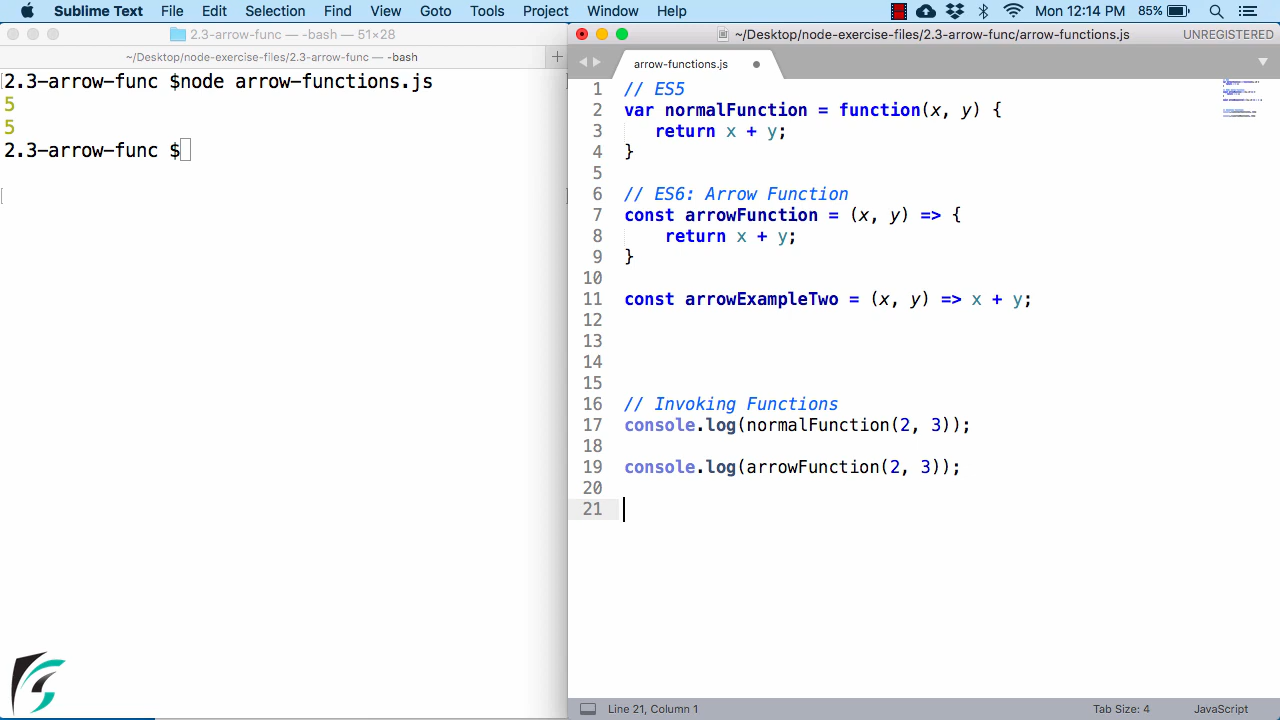 Sublime Text File Edit Selection Find View Goto Tools Project Window Help Mon 12:14 PM 85%
2.3-arrow-func — -bash — 51×28
~/Desktop/node-exercise-files/2.3-arrow-func — -bash +
2.3-arrow-func $node arrow-functions.js
5
5
2.3-arrow-func $
~/Desktop/node-exercise-files/2.3-arrow-func/arrow-functions.js UNREGISTERED
arrow-functions.js
1 // ES5
2 var normalFunction = function(x, y) {
3 return x + y;
4 }
5
6 // ES6: Arrow Function
7 const arrowFunction = (x, y) => {
8 return x + y;
9 }
10
11 const arrowExampleTwo = (x, y) => x + y;
12
13
14
15
16 // Invoking Functions
17 console.log(normalFunction(2, 3));
18
19 console.log(arrowFunction(2, 3));
20
21
Line 21, Column 1 Tab Size: 4 JavaScript